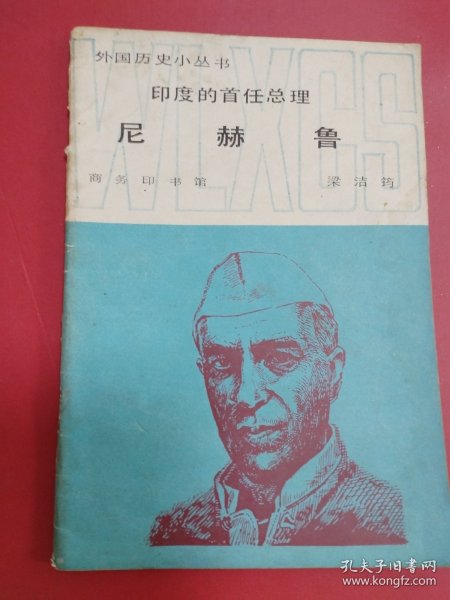 WLXCS
外国历史小丛书
印度的首任总理
尼赫鲁
商务印书馆 梁洁筠
孔夫子旧书网
www.kongfz.com